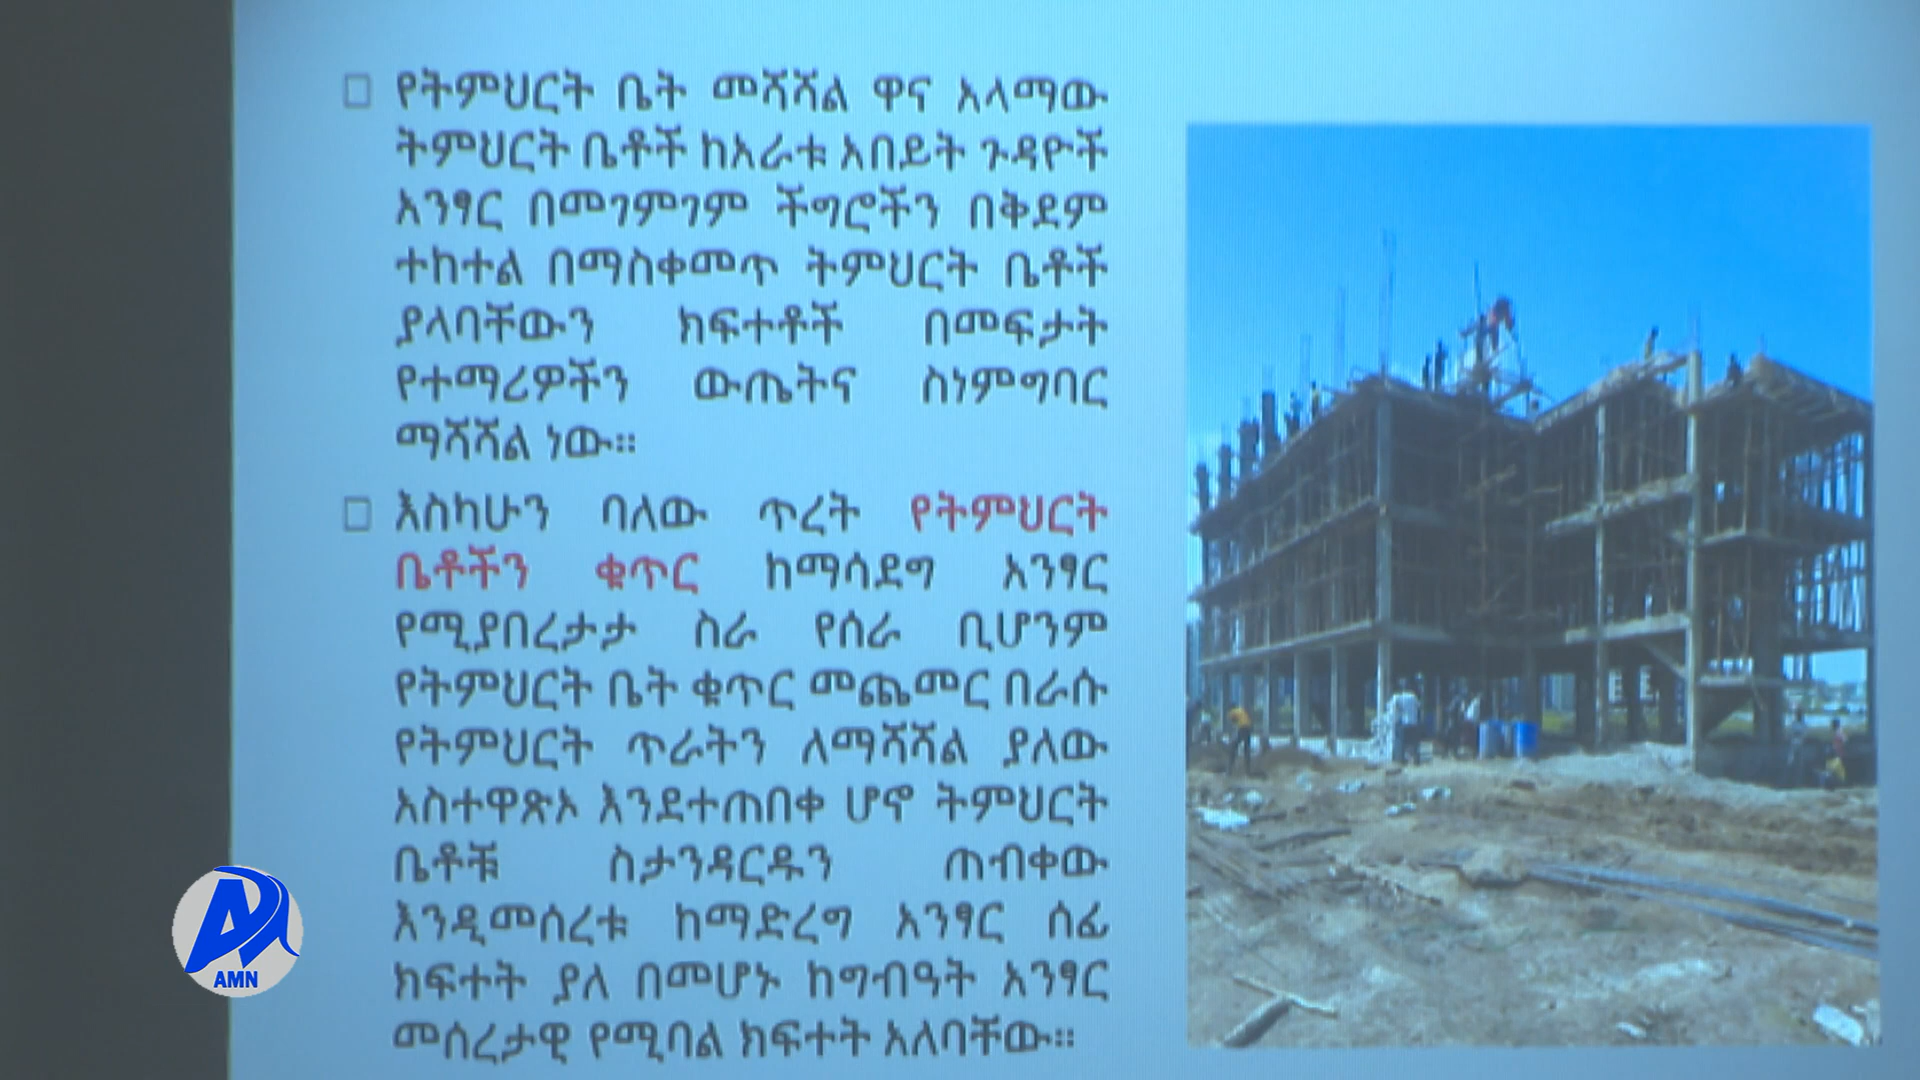 የትምህርት ቤት መሻሻል ዋና አላማው
ትምህርት ቤቶች ከአራቱ አበይት ጉዳዮች
አንፃር በመገምገም ችግሮችን በቅደም
ተከተል በማስቀመጥ ትምህርት ቤቶች
ያላባቸውን ክፍተቶች በመፍታት
የተማሪዎችን ውጤትና ስነምግባር
ማሻሻል ነው።
እስካሁን ባለው ጥረት የትምህርት
ቤቶችን ቁጥር ከማሳደግ አንፃር
የሚያበረታታ ስራ የሰራ ቢሆንም
የትምህርት ቤት ቁጥር መጨመር በራሱ
የትምህርት ጥራትን ለማሻሻል ያለው
አስተዋጽኦ እንደተጠበቀ ሆኖ ትምህርት
ቤቶቹ ስታንዳርዱን ጠብቀው
እንዲመሰረቱ ከማድረግ አንፃር ሰፊ
ክፍተት ያለ በመሆኑ ከግብዓት አንፃር
መሰረታዊ የሚባል ክፍተት አለባቸው።
AMN